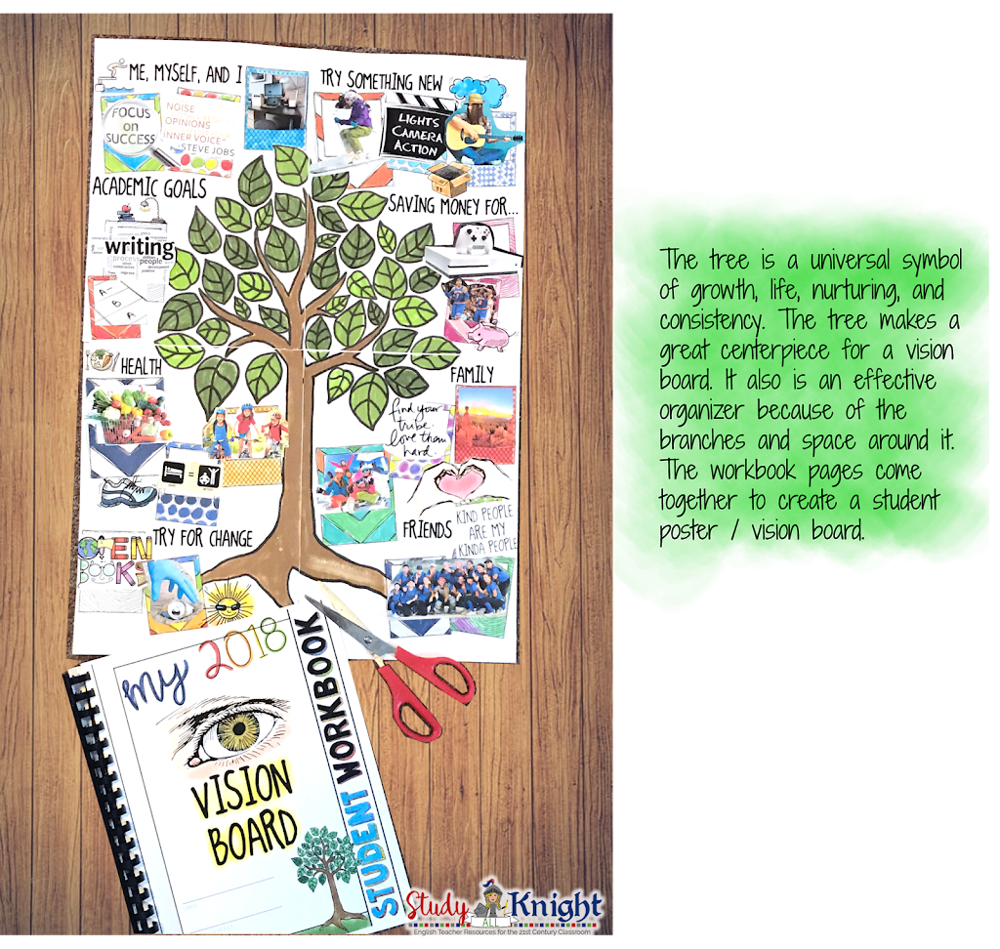 ME, MYSELF, AND I
TRY SOMETHING NEW
FOCUS
on
SUCCESS
NOISE
OPINIONS
INNER VOICE"
-STEVE JOBS
LIGHTS
CAMERA
ACTION
ACADEMIC GOALS
SAVING MONEY FOR...
writing
process
people
A-
B
A
HEALTH
FAMILY
find your
tribe
love them
hard.
=
TRY FOR CHANGE
FRIENDS
KIND PEOPLE
ARE MY
KINDA PEOPLE
OPEN
BOOKS
my 2018
VISION
BOARD
STUDENT WORKBOOK
The tree is a universal symbol
of growth, life, nurturing, and
consistency. The tree makes a
great centerpiece for a vision
board. It also is an effective
organizer because of the
branches and space around it.
The workbook pages come
together to create a student
poster / vision board.
Study Knight
ALL
English Teacher Resources for the 21st Century Classroom